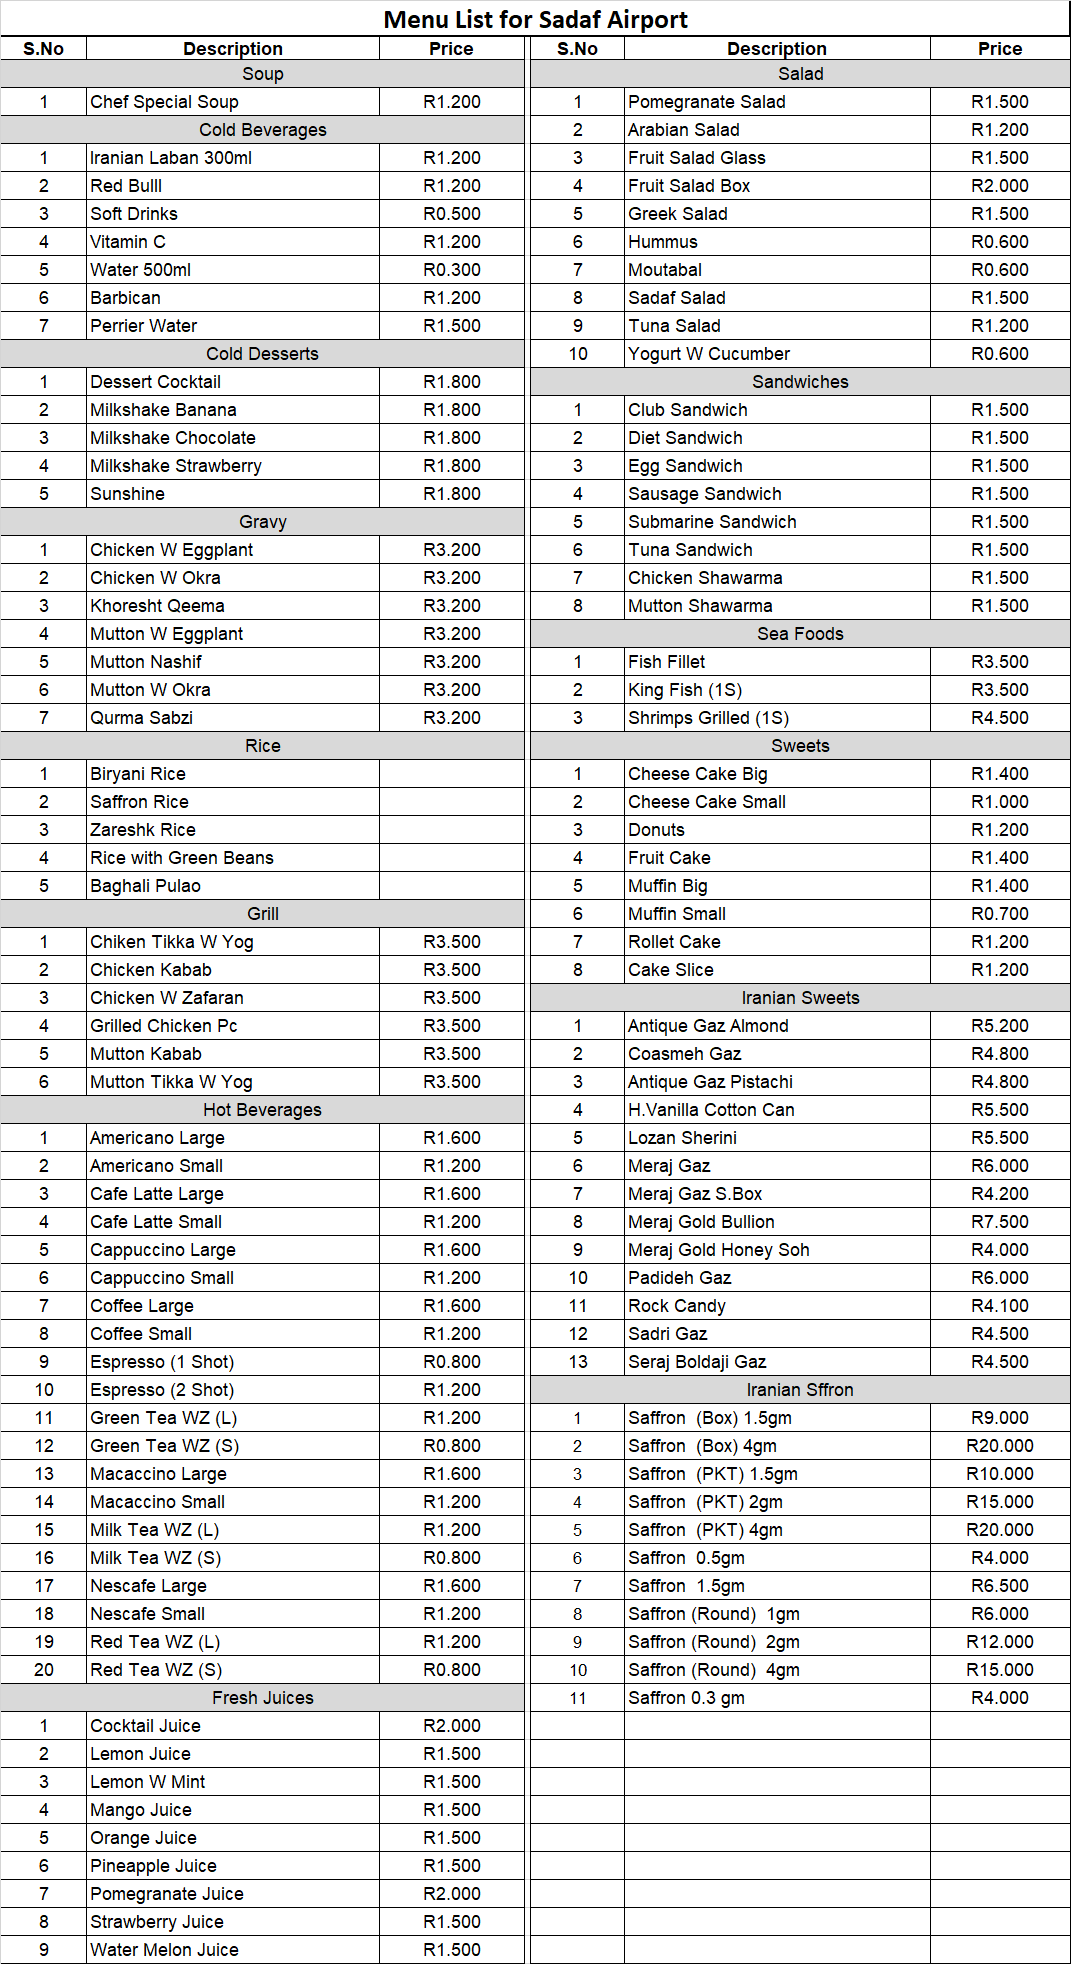 Menu List for Sadaf Airport
S.No Description Price
Soup
1 Chef Special Soup R1.200
Cold Beverages
1 Iranian Laban 300ml R1.200
2 Red Bulll R1.200
3 Soft Drinks R0.500
4 Vitamin C R1.200
5 Water 500ml R0.300
6 Barbican R1.200
7 Perrier Water R1.500
Cold Desserts
1 Dessert Cocktail R1.800
2 Milkshake Banana R1.800
3 Milkshake Chocolate R1.800
4 Milkshake Strawberry R1.800
5 Sunshine R1.800
Gravy
1 Chicken W Eggplant R3.200
2 Chicken W Okra R3.200
3 Khoresht Qeema R3.200
4 Mutton W Eggplant R3.200
5 Mutton Nashif R3.200
6 Mutton W Okra R3.200
7 Qurma Sabzi R3.200
Rice
1 Biryani Rice
2 Saffron Rice
3 Zareshk Rice
4 Rice with Green Beans
5 Baghali Pulao
Grill
1 Chiken Tikka W Yog R3.500
2 Chicken Kabab R3.500
3 Chicken W Zafaran R3.500
4 Grilled Chicken Pc R3.500
5 Mutton Kabab R3.500
6 Mutton Tikka W Yog R3.500
Hot Beverages
1 Americano Large R1.600
2 Americano Small R1.200
3 Cafe Latte Large R1.600
4 Cafe Latte Small R1.200
5 Cappuccino Large R1.600
6 Cappuccino Small R1.200
7 Coffee Large R1.600
8 Coffee Small R1.200
9 Espresso (1 Shot) R0.800
10 Espresso (2 Shot) R1.200
11 Green Tea WZ (L) R1.200
12 Green Tea WZ (S) R0.800
13 Macaccino Large R1.600
14 Macaccino Small R1.200
15 Milk Tea WZ (L) R1.200
16 Milk Tea WZ (S) R0.800
17 Nescafe Large R1.600
18 Nescafe Small R1.200
19 Red Tea WZ (L) R1.200
20 Red Tea WZ (S) R0.800
Fresh Juices
1 Cocktail Juice R2.000
2 Lemon Juice R1.500
3 Lemon W Mint R1.500
4 Mango Juice R1.500
5 Orange Juice R1.500
6 Pineapple Juice R1.500
7 Pomegranate Juice R2.000
8 Strawberry Juice R1.500
9 Water Melon Juice R1.500
S.No Description Price
Salad
1 Pomegranate Salad R1.500
2 Arabian Salad R1.200
3 Fruit Salad Glass R1.500
4 Fruit Salad Box R2.000
5 Greek Salad R1.500
6 Hummus R0.600
7 Moutabal R0.600
8 Sadaf Salad R1.500
9 Tuna Salad R1.200
10 Yogurt W Cucumber R0.600
Sandwiches
1 Club Sandwich R1.500
2 Diet Sandwich R1.500
3 Egg Sandwich R1.500
4 Sausage Sandwich R1.500
5 Submarine Sandwich R1.500
6 Tuna Sandwich R1.500
7 Chicken Shawarma R1.500
8 Mutton Shawarma R1.500
Sea Foods
1 Fish Fillet R3.500
2 King Fish (1S) R3.500
3 Shrimps Grilled (1S) R4.500
Sweets
1 Cheese Cake Big R1.400
2 Cheese Cake Small R1.000
3 Donuts R1.200
4 Fruit Cake R1.400
5 Muffin Big R1.400
6 Muffin Small R0.700
7 Rollet Cake R1.200
8 Cake Slice R1.200
Iranian Sweets
1 Antique Gaz Almond R5.200
2 Coasmeh Gaz R4.800
3 Antique Gaz Pistachi R4.800
4 H.Vanilla Cotton Can R5.500
5 Lozan Sherini R5.500
6 Meraj Gaz R6.000
7 Meraj Gaz S.Box R4.200
8 Meraj Gold Bullion R7.500
9 Meraj Gold Honey Soh R4.000
10 Padideh Gaz R6.000
11 Rock Candy R4.100
12 Sadri Gaz R4.500
13 Seraj Boldaji Gaz R4.500
Iranian Sffron
1 Saffron (Box) 1.5gm R9.000
2 Saffron (Box) 4gm R20.000
3 Saffron (PKT) 1.5gm R10.000
4 Saffron (PKT) 2gm R15.000
5 Saffron (PKT) 4gm R20.000
6 Saffron 0.5gm R4.000
7 Saffron 1.5gm R6.500
8 Saffron (Round) 1gm R6.000
9 Saffron (Round) 2gm R12.000
10 Saffron (Round) 4gm R15.000
11 Saffron 0.3 gm R4.000